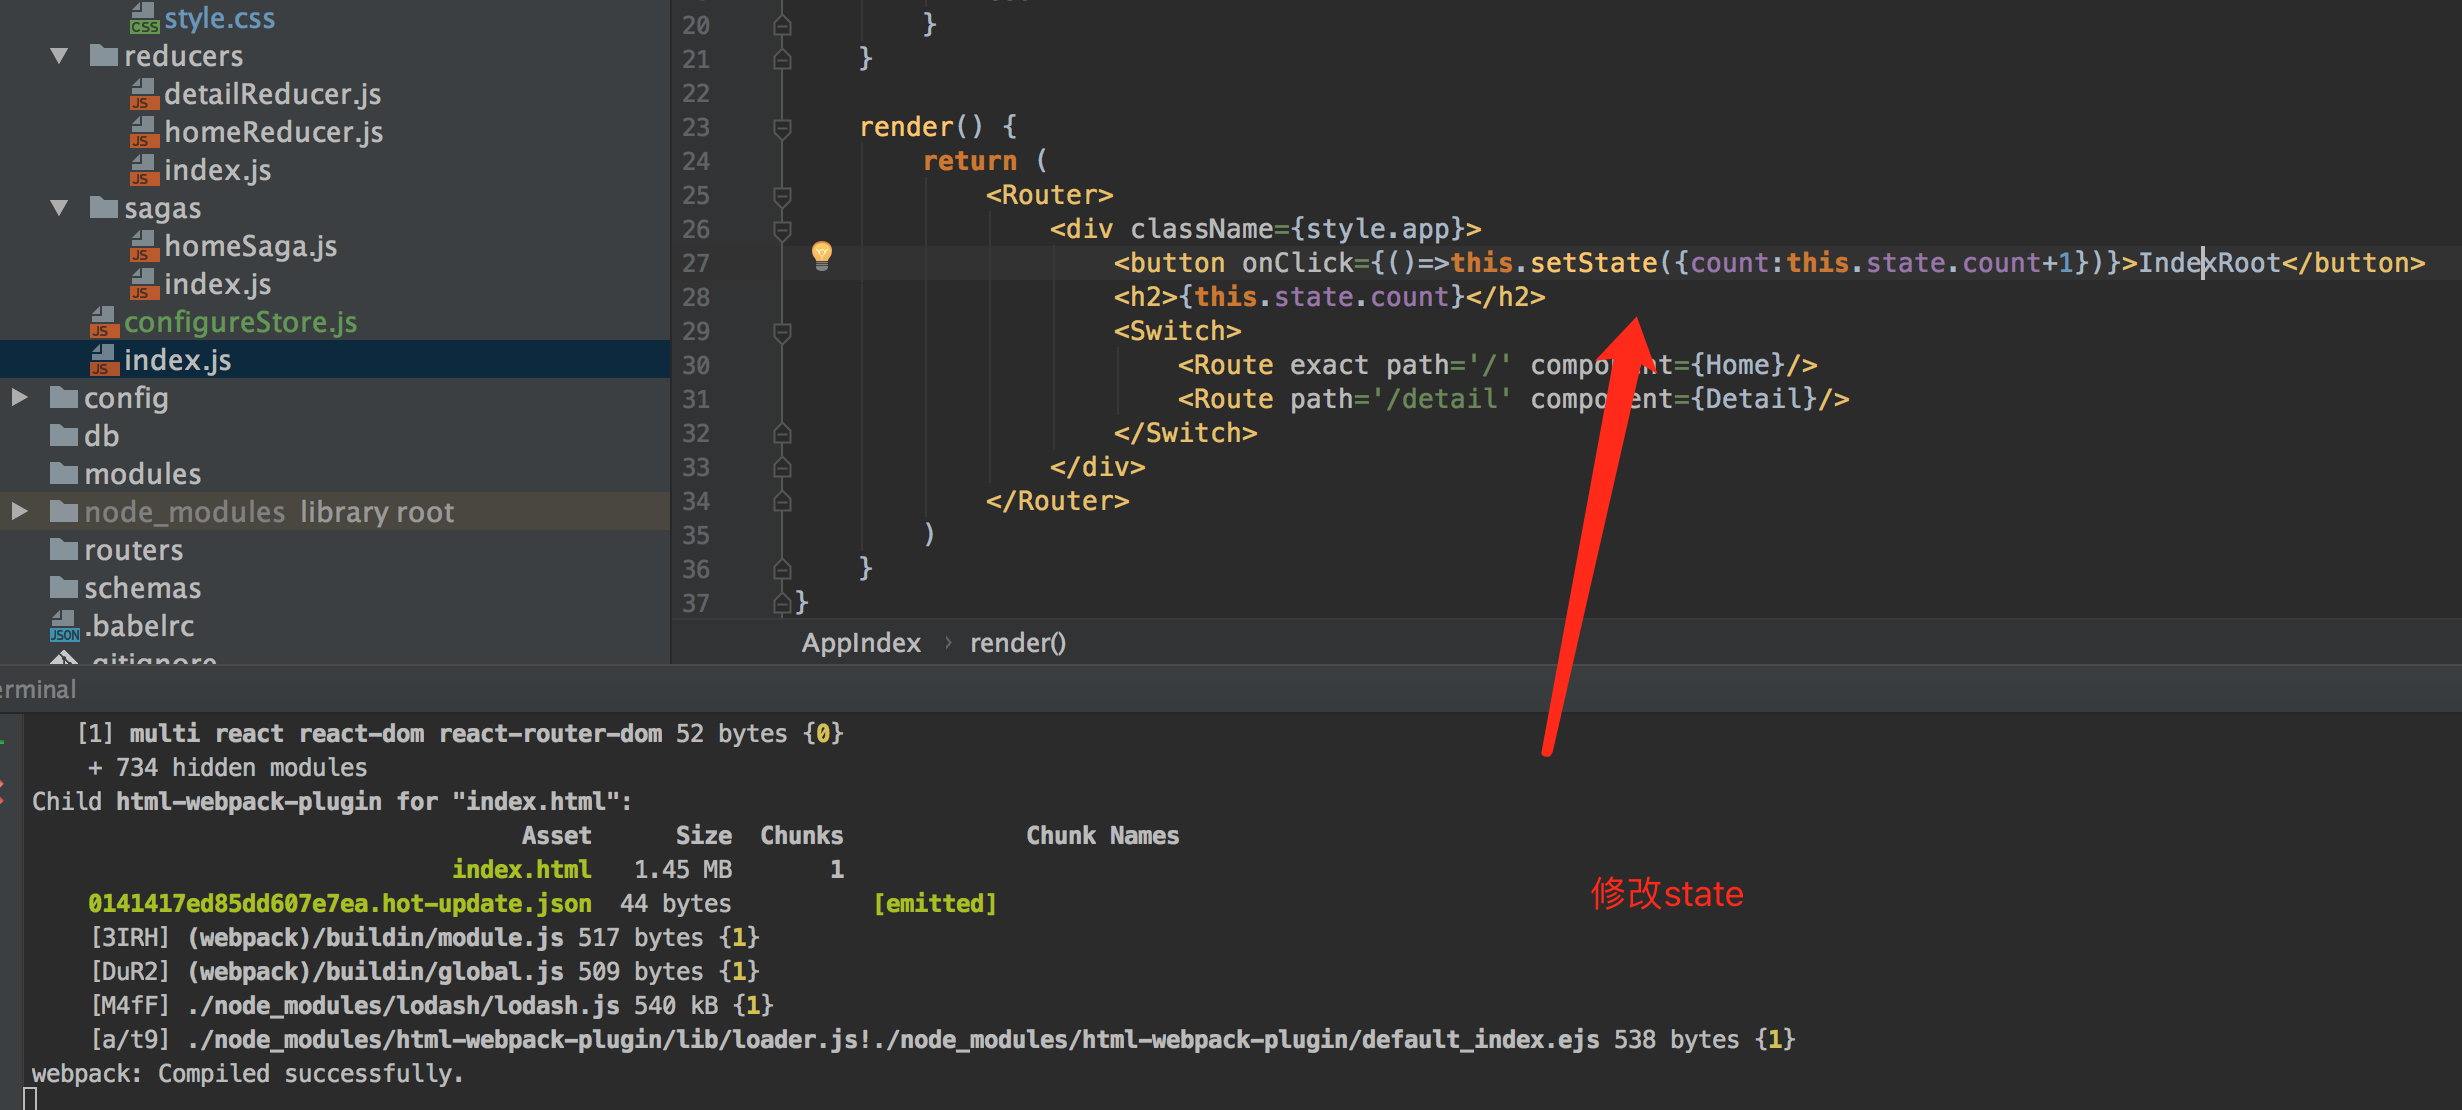 style.css
reducers
detailReducer.js
homeReducer.js
index.js
sagas
homeSaga.js
index.js
configureStore.js
index.js
config
db
modules
node_modules library root
routers
schemas
.babelrc
.gitignore
20 }
21 }
22
23 render() {
24 return (
25 <Router>
26 <div className={style.app}>
27 <button onClick={()=>this.setState({count:this.state.count+1})}>IndexRoot</button>
28 <h2>{this.state.count}</h2>
29 <Switch>
30 <Route exact path='/' component={Home}/>
31 <Route path='/detail' component={Detail}/>
32 </Switch>
33 </div>
34 </Router>
35 )
36 }
37 }
AppIndex › render()
erminal
[1] multi react react-dom react-router-dom 52 bytes {0}
+ 734 hidden modules
Child html-webpack-plugin for "index.html":
Asset Size Chunks Chunk Names
index.html 1.45 MB 1
0141417ed85dd607e7ea.hot-update.json 44 bytes [emitted]
[3IRH] (webpack)/buildin/module.js 517 bytes {1}
[DuR2] (webpack)/buildin/global.js 509 bytes {1}
[M4fF] ./node_modules/lodash/lodash.js 540 kB {1}
[a/t9] ./node_modules/html-webpack-plugin/lib/loader.js!./node_modules/html-webpack-plugin/default_index.ejs 538 bytes {1}
webpack: Compiled successfully.
修改state